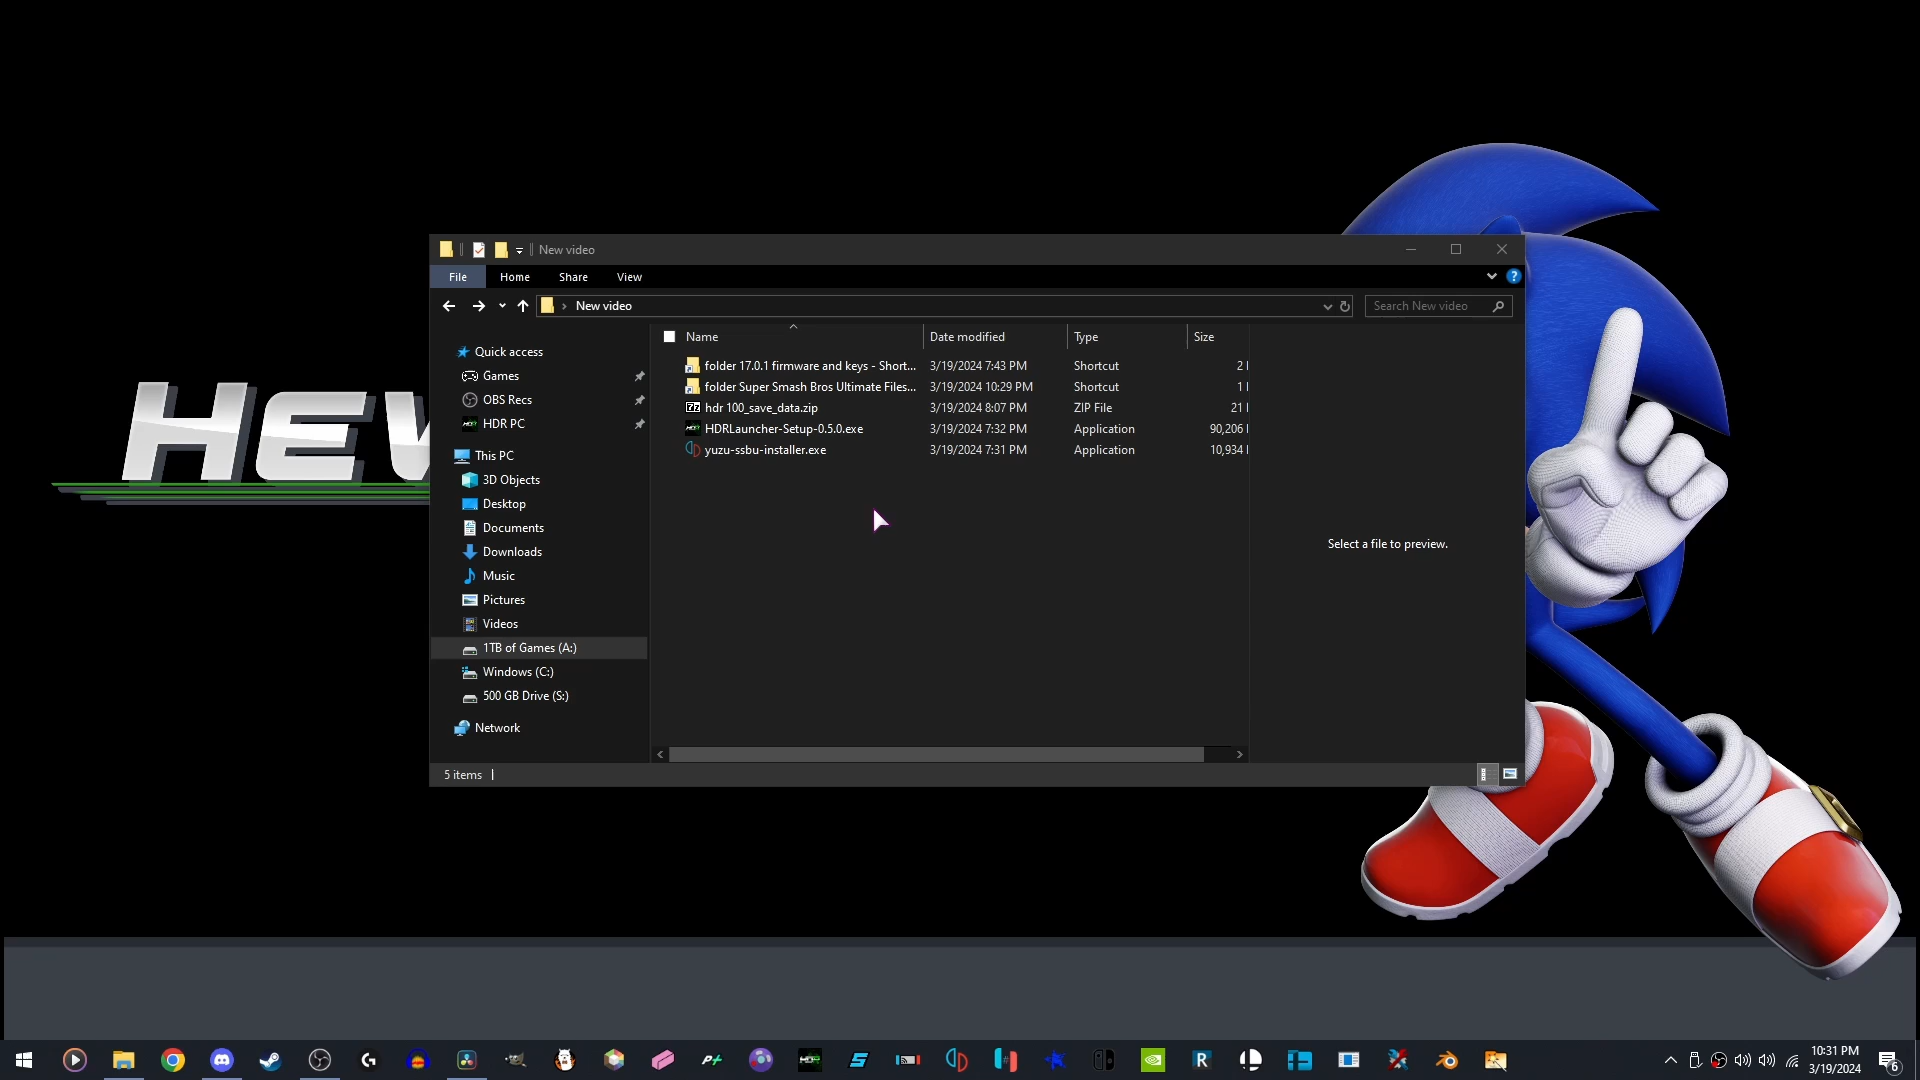 New video
File Home Share View
New video
Search New video
Name Date modified Type Size
folder 17.0.1 firmware and keys - Short... 3/19/2024 7:43 PM Shortcut 2
folder Super Smash Bros Ultimate Files... 3/19/2024 10:29 PM Shortcut 1
hdr 100_save_data.zip 3/19/2024 8:07 PM ZIP File 21
HDRLauncher-Setup-0.5.0.exe 3/19/2024 7:32 PM Application 90,206
yuzu-ssbu-installer.exe 3/19/2024 7:31 PM Application 10,934
Quick access
Games
OBS Recs
HDR PC
This PC
3D Objects
Desktop
Documents
Downloads
Music
Pictures
Videos
1TB of Games (A:)
Windows (C:)
500 GB Drive (S:)
Network
Select a file to preview.
5 items
10:31 PM
3/19/2024
6